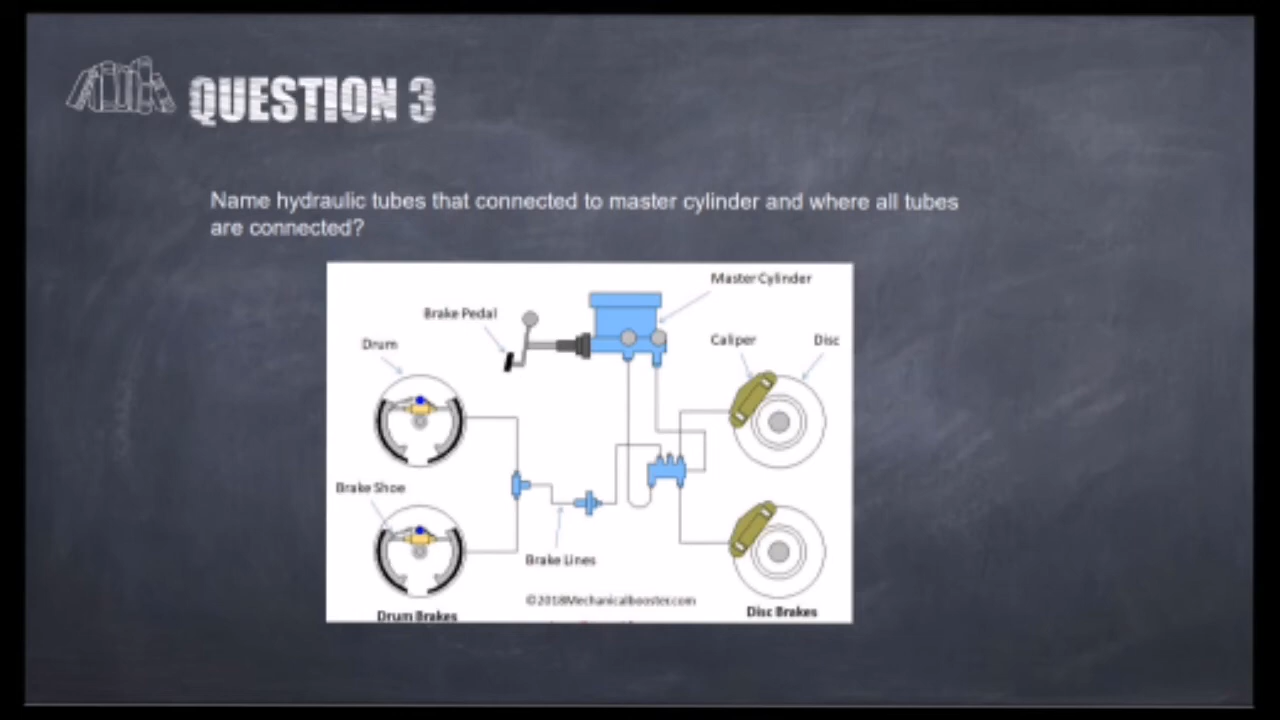 QUESTION 3
Name hydraulic tubes that connected to master cylinder and where all tubes
are connected?
Master Cylinder
Brake Pedal
Drum
Caliper
Disc
Brake Shoe
Brake Lines
©2018Mechanicalbooster.com
Drum Brakes
Disc Brakes